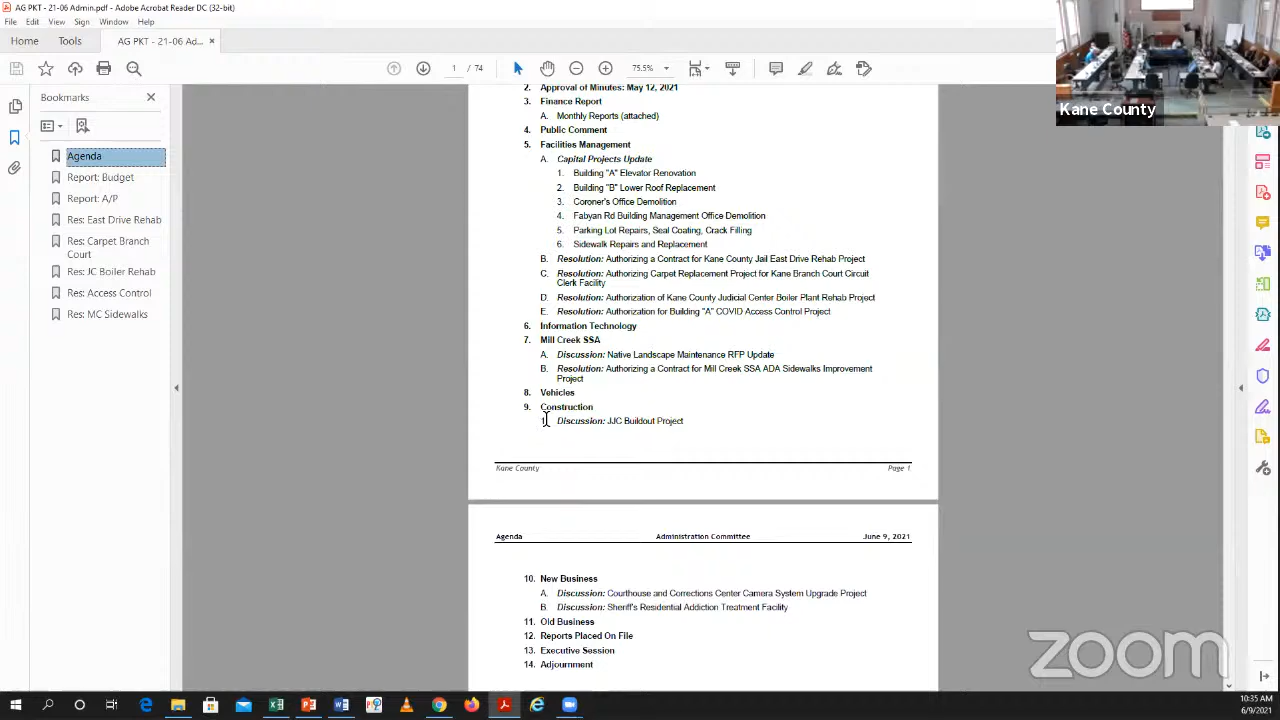 AG PKT - 21-06 Admin.pdf - Adobe Acrobat Reader DC (32-bit)
File Edit View Sign Window Help
Home Tools AG PKT - 21-06 Ad... ×
1 / 74 75.5%
Kane County
Bookmarks
Agenda
Report: Budget
Report: A/P
Res: East Drive Rehab
Res: Carpet Branch
Court
Res: JC Boiler Rehab
Res: Access Control
Res: MC Sidewalks
2. Approval of Minutes: May 12, 2021
3. Finance Report
A. Monthly Reports (attached)
4. Public Comment
5. Facilities Management
A. Capital Projects Update
1. Building "A" Elevator Renovation
2. Building "B" Lower Roof Replacement
3. Coroner's Office Demolition
4. Fabyan Rd Building Management Office Demolition
5. Parking Lot Repairs, Seal Coating, Crack Filling
6. Sidewalk Repairs and Replacement
B. Resolution: Authorizing a Contract for Kane County Jail East Drive Rehab Project
C. Resolution: Authorizing Carpet Replacement Project for Kane Branch Court Circuit
Clerk Facility
D. Resolution: Authorization of Kane County Judicial Center Boiler Plant Rehab Project
E. Resolution: Authorization for Building "A" COVID Access Control Project
6. Information Technology
7. Mill Creek SSA
A. Discussion: Native Landscape Maintenance RFP Update
B. Resolution: Authorizing a Contract for Mill Creek SSA ADA Sidewalks Improvement
Project
8. Vehicles
9. Construction
1. Discussion: JJC Buildout Project
Kane County Page 1
Agenda Administration Committee June 9, 2021
10. New Business
A. Discussion: Courthouse and Corrections Center Camera System Upgrade Project
B. Discussion: Sheriff's Residential Addiction Treatment Facility
11. Old Business
12. Reports Placed On File
13. Executive Session
14. Adjournment
zoom
10:35 AM
6/9/2021